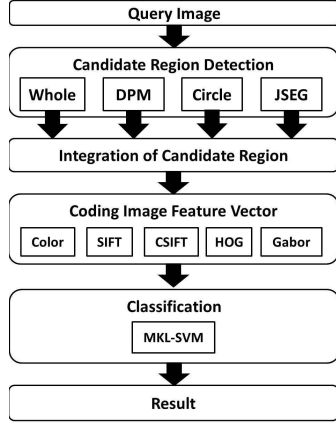 Query Image
Candidate Region Detection
Whole DPM Circle JSEG
Integration of Candidate Region
Coding Image Feature Vector
Color SIFT CSIFT HOG Gabor
Classification
MKL-SVM
Result